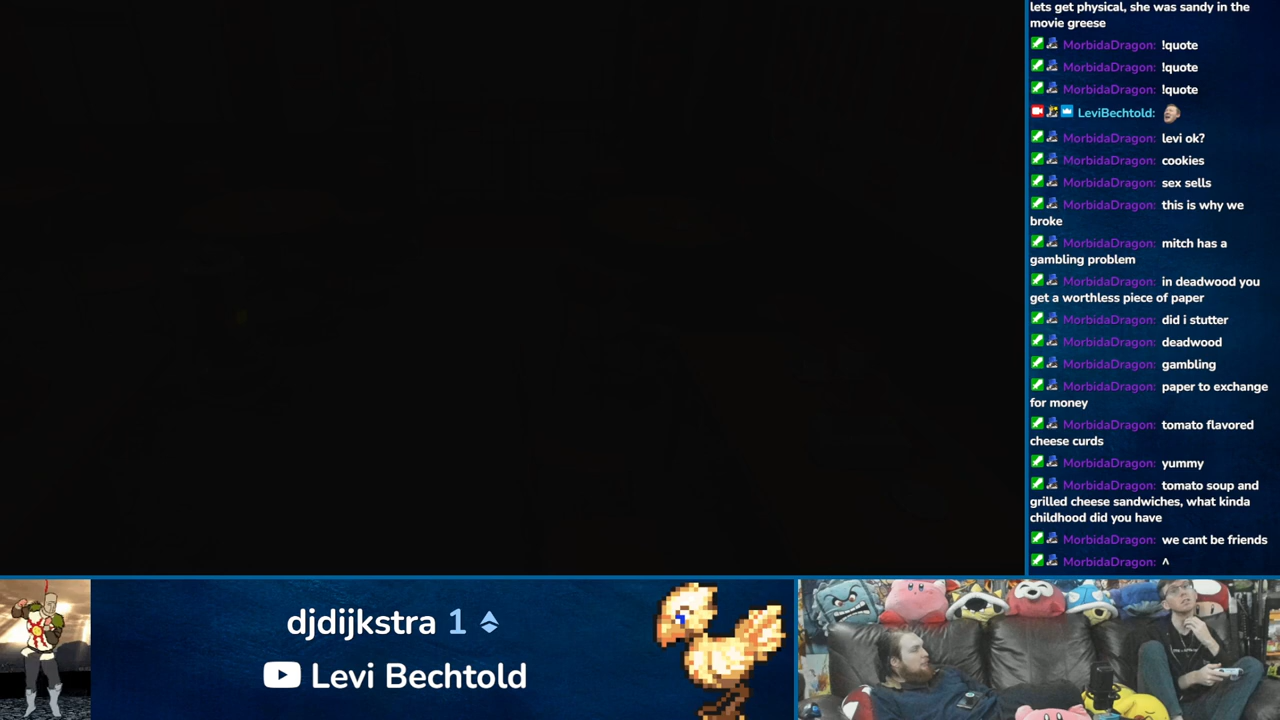 lets get physical, she was sandy in the
movie greese
MorbidaDragon: !quote
MorbidaDragon: !quote
MorbidaDragon: !quote
LeviBechtold:
MorbidaDragon: levi ok?
MorbidaDragon: cookies
MorbidaDragon: sex sells
MorbidaDragon: this is why we
broke
MorbidaDragon: mitch has a
gambling problem
MorbidaDragon: in deadwood you
get a worthless piece of paper
MorbidaDragon: did i stutter
MorbidaDragon: deadwood
MorbidaDragon: gambling
MorbidaDragon: paper to exchange
for money
MorbidaDragon: tomato flavored
cheese curds
MorbidaDragon: yummy
MorbidaDragon: tomato soup and
grilled cheese sandwiches, what kinda
childhood did you have
MorbidaDragon: we cant be friends
MorbidaDragon: ^
djdijkstra 1
Levi Bechtold